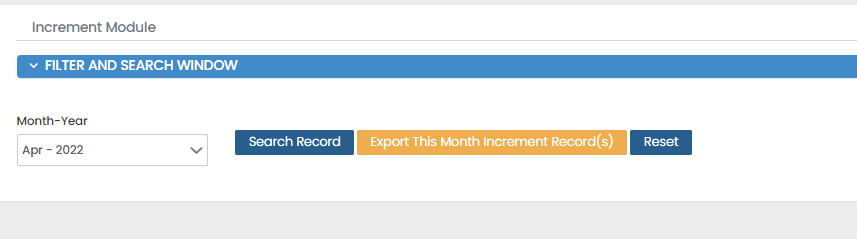 Increment Module
FILTER AND SEARCH WINDOW
Month-Year
Apr - 2022
Search Record
Export This Month Increment Record(s)
Reset